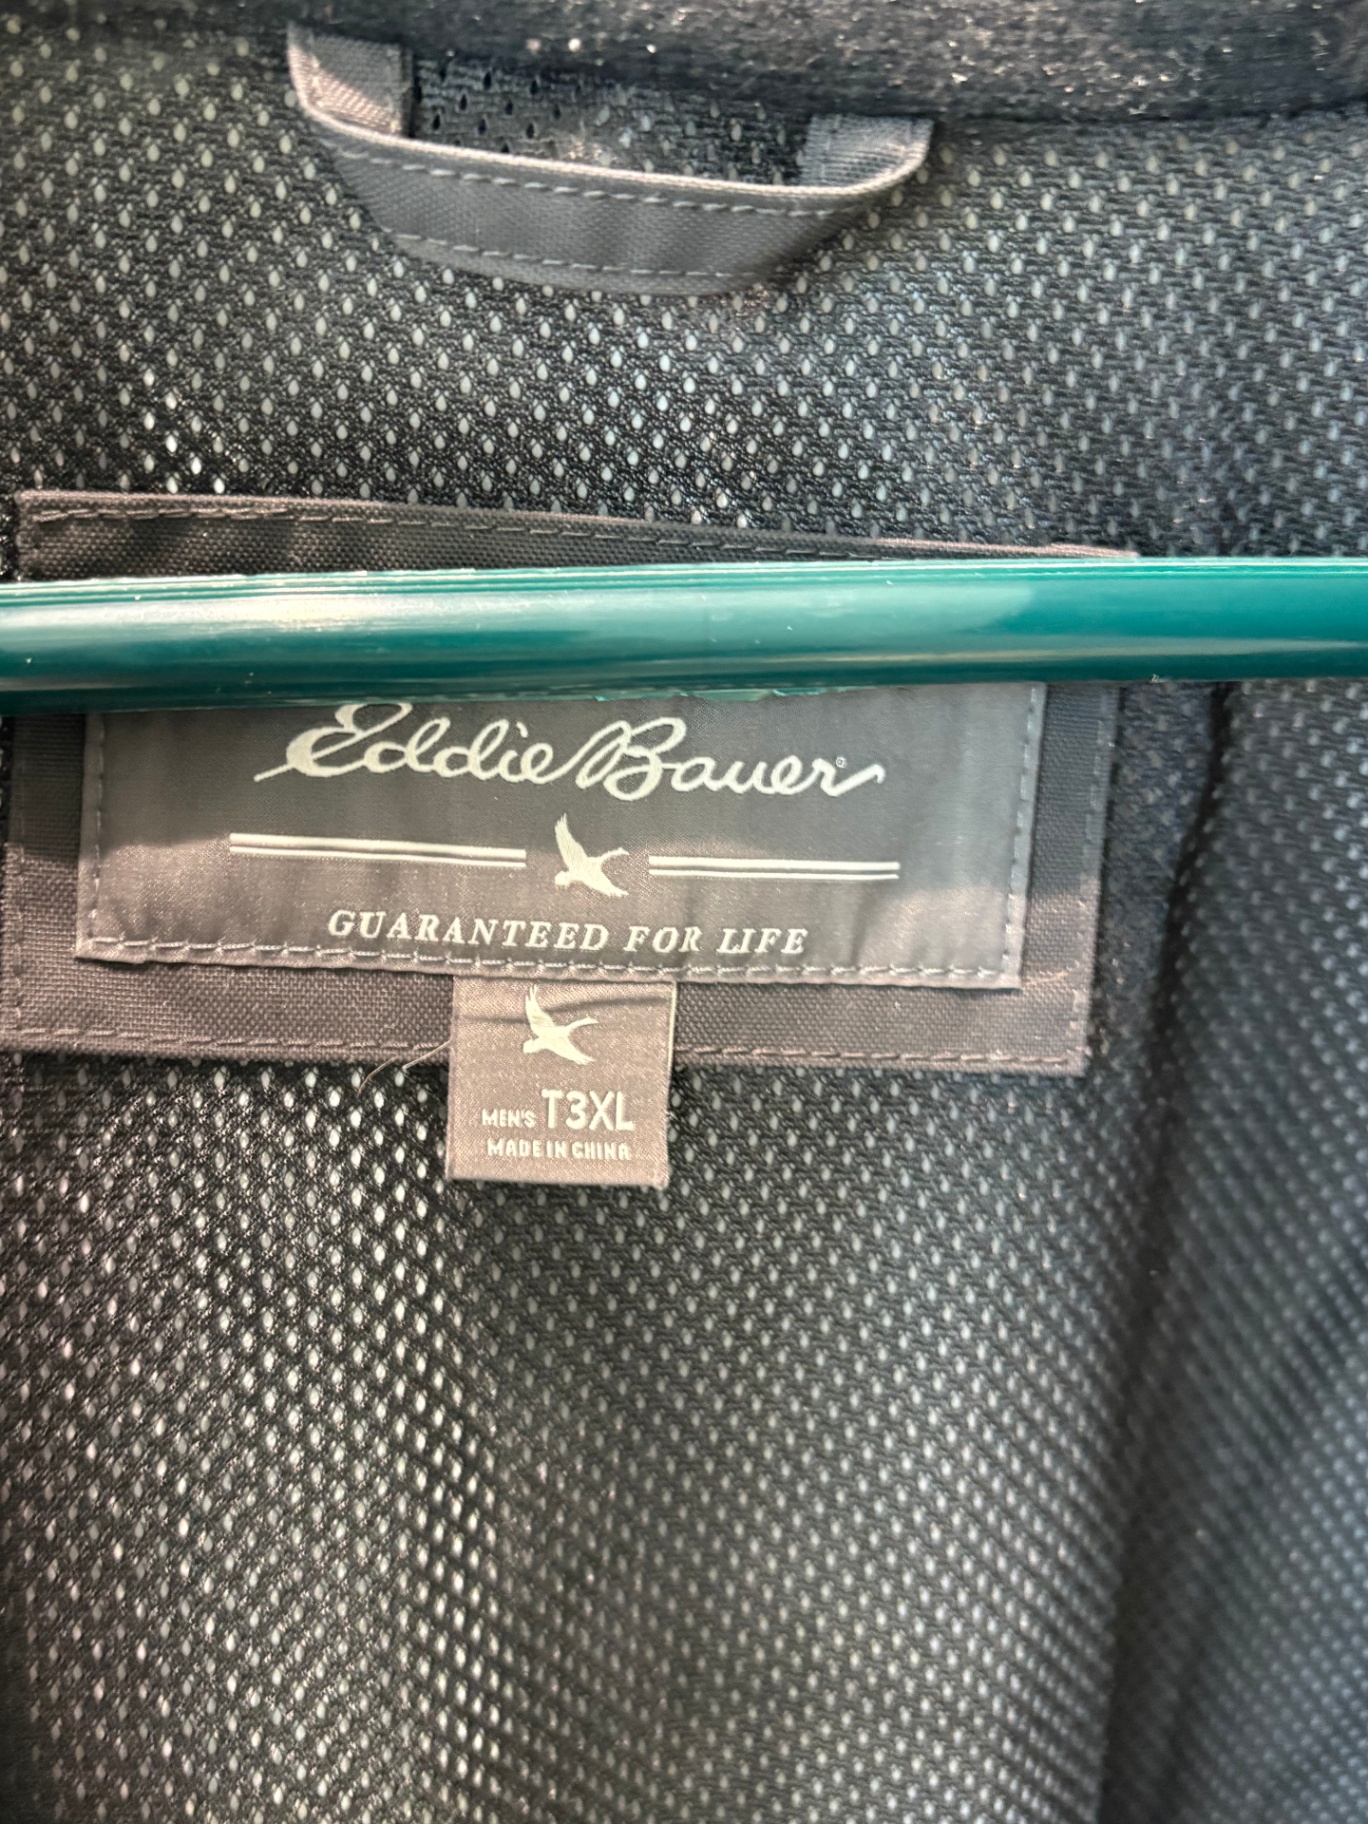 Eddie Bauer®
GUARANTEED FOR LIFE
MEN'S T3XL
MADE IN CHINA